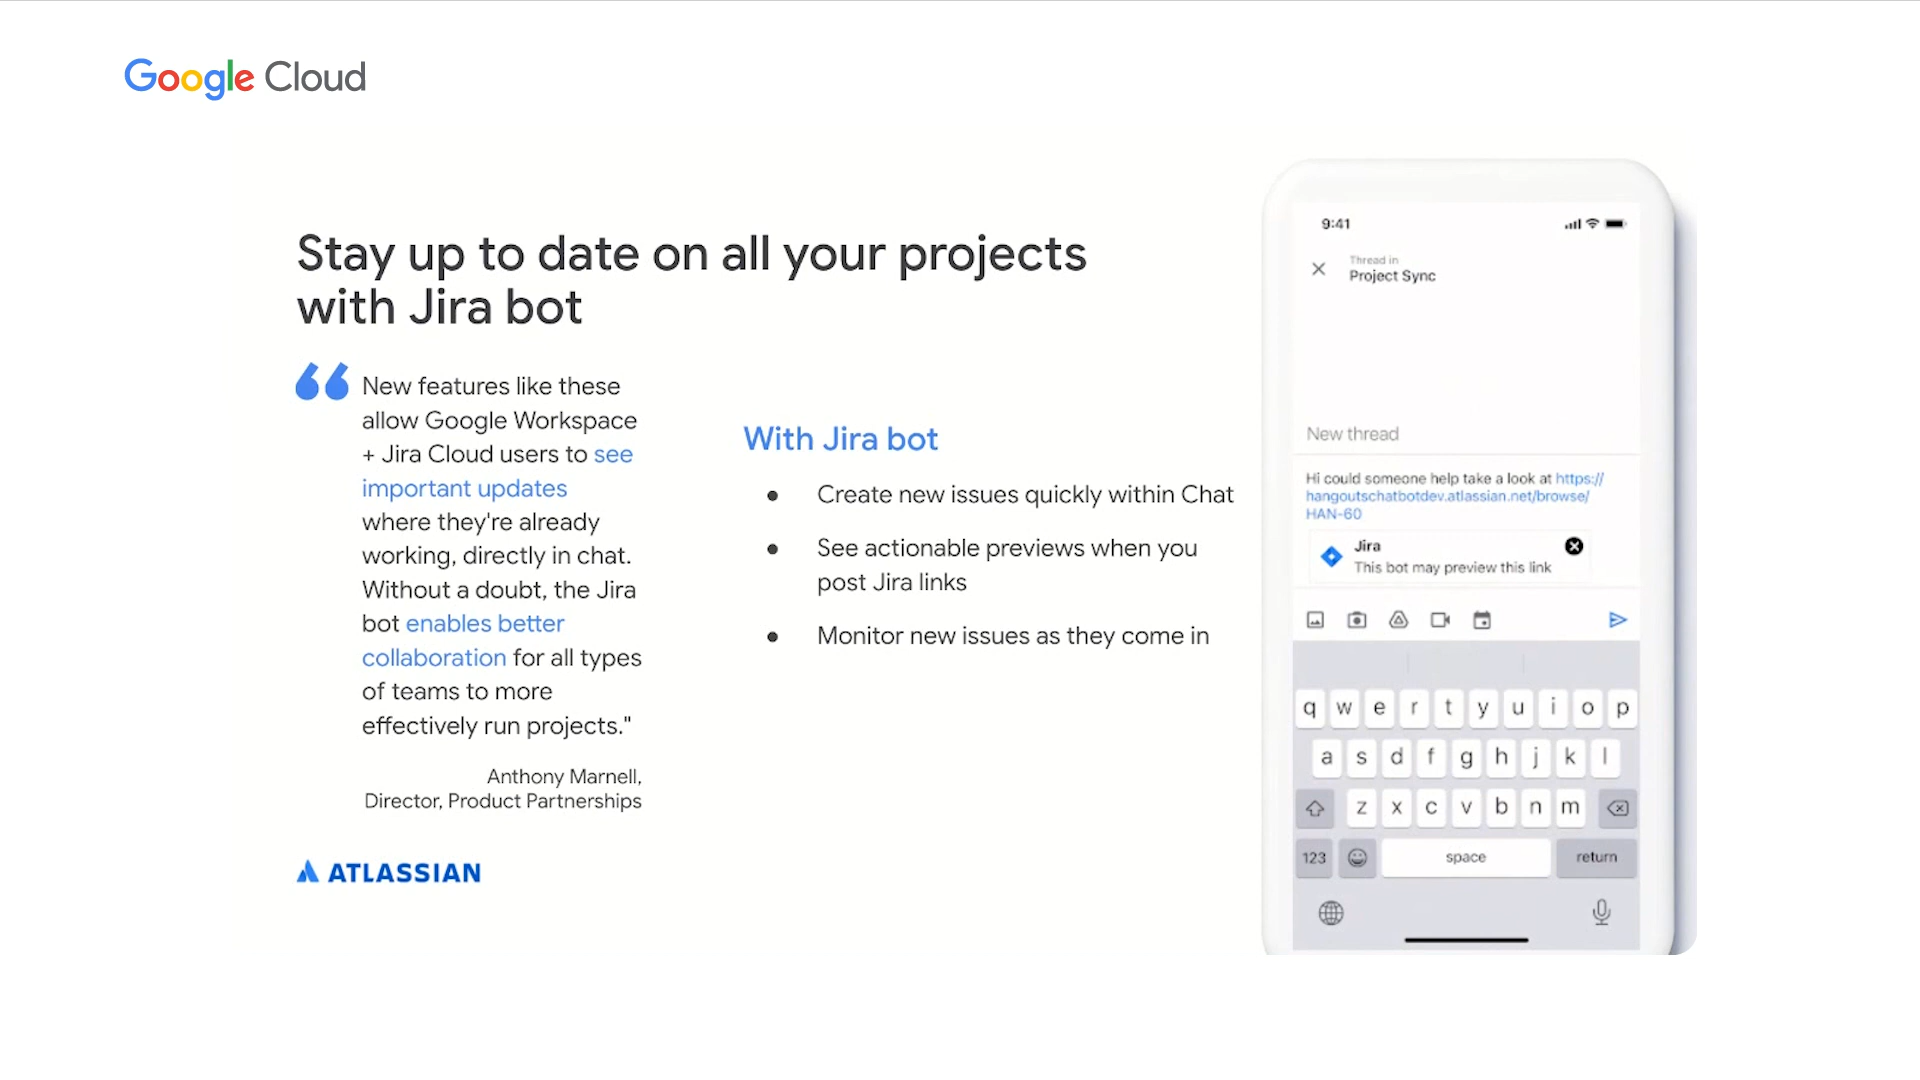 Google Cloud
Stay up to date on all your projects
with Jira bot
New features like these
allow Google Workspace
+ Jira Cloud users to see
important updates
where they're already
working, directly in chat.
Without a doubt, the Jira
bot enables better
collaboration for all types
of teams to more
effectively run projects."
Anthony Marnell,
Director, Product Partnerships
ATLASSIAN
With Jira bot
● Create new issues quickly within Chat
● See actionable previews when you
post Jira links
● Monitor new issues as they come in
9:41
Thread in
Project Sync
New thread
Hi could someone help take a look at https://
hangoutschatbotdev.atlassian.net/browse/
HAN-60
Jira
This bot may preview this link
q w e r t y u i o p
a s d f g h j k l
z x c v b n m
123 space return